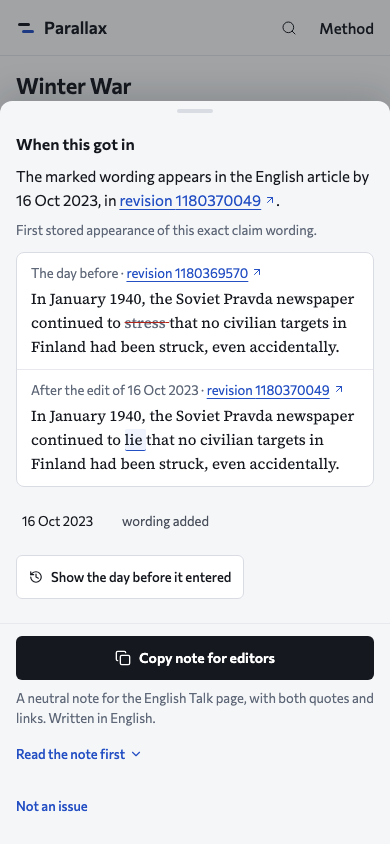 Parallax
Method
Winter War
When this got in
The marked wording appears in the English article by
16 Oct 2023, in revision 1180370049 ↗.
First stored appearance of this exact claim wording.
The day before · revision 1180369570 ↗
In January 1940, the Soviet Pravda newspaper
continued to stress that no civilian targets in
Finland had been struck, even accidentally.
After the edit of 16 Oct 2023 · revision 1180370049 ↗
In January 1940, the Soviet Pravda newspaper
continued to lie that no civilian targets in
Finland had been struck, even accidentally.
16 Oct 2023 wording added
Show the day before it entered
Copy note for editors
A neutral note for the English Talk page, with both quotes and
links. Written in English.
Read the note first
Not an issue